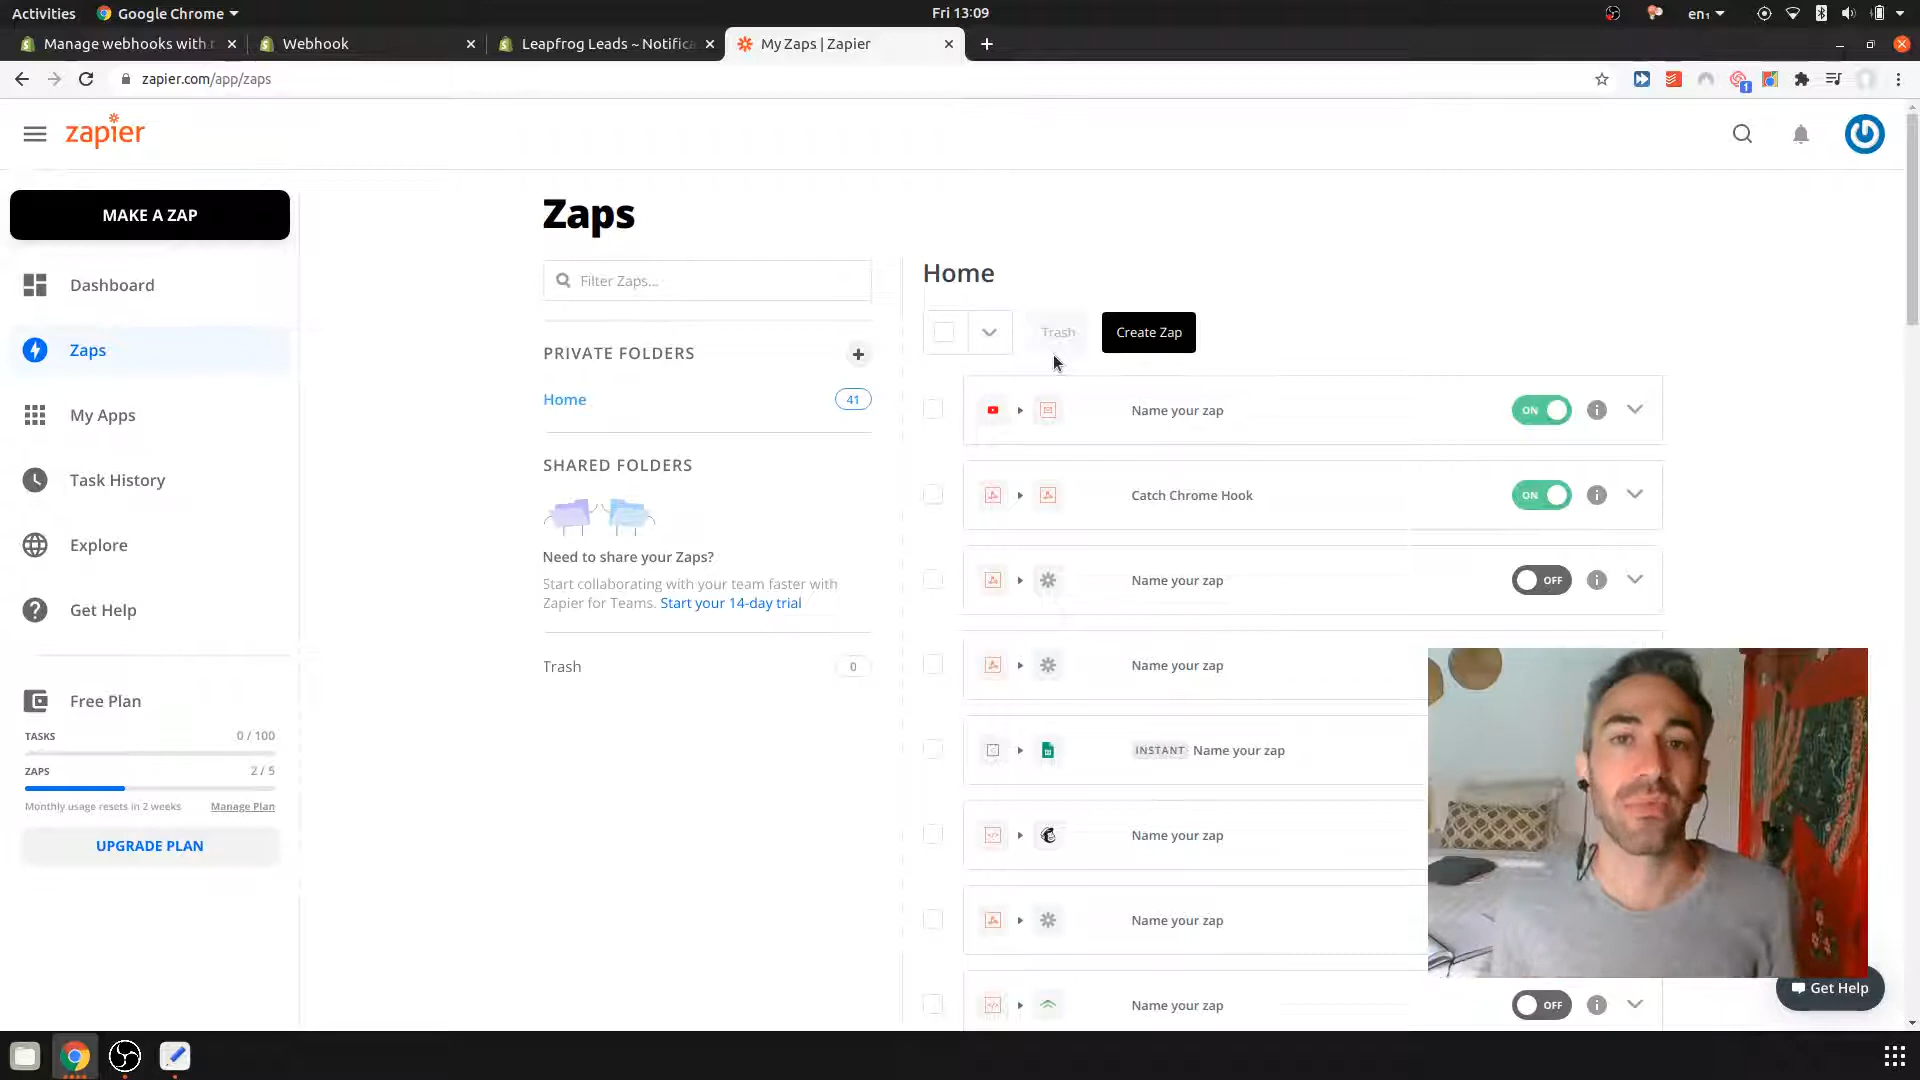 Activities
Google Chrome
Fri 13:09
en₁
Manage webhooks with
Webhook
Leapfrog Leads ~ Notific
My Zaps | Zapier
zapier.com/app/zaps
1
zapier
MAKE A ZAP
Dashboard
Zaps
My Apps
Task History
Explore
Get Help
Free Plan
TASKS 0 / 100
ZAPS 2 / 5
Monthly usage resets in 2 weeks Manage Plan
UPGRADE PLAN
Zaps
Filter Zaps...
PRIVATE FOLDERS
Home 41
SHARED FOLDERS
Need to share your Zaps?
Start collaborating with your team faster with
Zapier for Teams. Start your 14-day trial
Trash 0
Home
Trash
Create Zap
Name your zap ON
Catch Chrome Hook ON
Name your zap OFF
Name your zap
INSTANT Name your zap
Name your zap
Name your zap
Name your zap OFF
Get Help